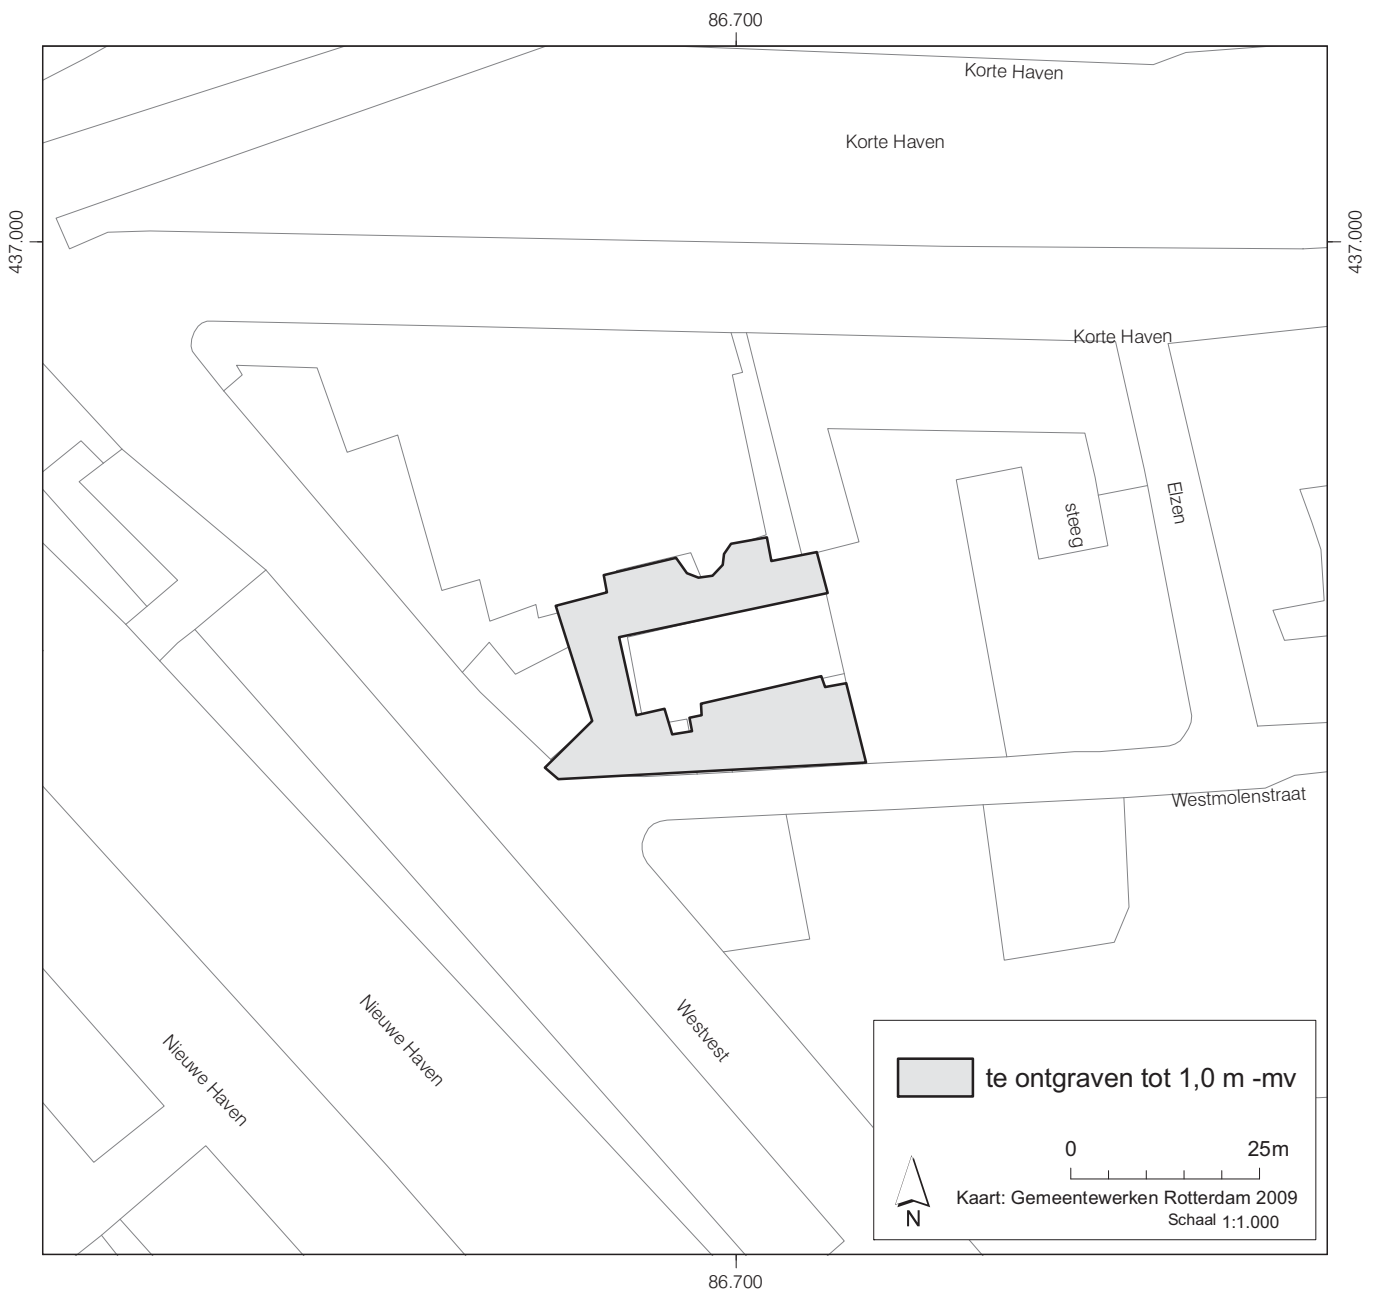 86.700
Korte Haven
Korte Haven
437.000
437.000
Korte Haven
Elzen
steeg
Westmolenstraat
Nieuwe Haven
Nieuwe Haven
Westvest
te ontgraven tot 1,0 m -mv
0 25m
Kaart: Gemeentewerken Rotterdam 2009
N
Schaal 1:1.000
86.700